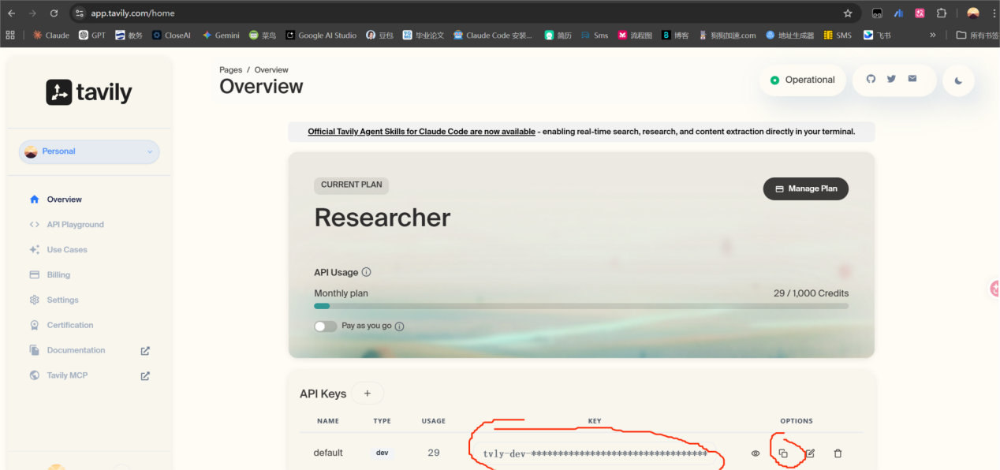 app.tavily.com/home
Claude GPT 教务 CloseAI Gemini 菜鸟 Google AI Studio 豆包 毕业论文 Claude Code 安装... 简历 Sms 流程图 博客 狗狗加速.com 地址生成器 SMS 飞书 » 所有书签
tavily
Personal
Overview
API Playground
Use Cases
Billing
Settings
Certification
Documentation
Tavily MCP
Pages / Overview
Overview
Operational
Official Tavily Agent Skills for Claude Code are now available - enabling real-time search, research, and content extraction directly in your terminal.
CURRENT PLAN
Manage Plan
Researcher
API Usage
Monthly plan 29 / 1,000 Credits
Pay as you go
API Keys +
NAME TYPE USAGE KEY OPTIONS
default dev 29 tvly-dev-*********************************